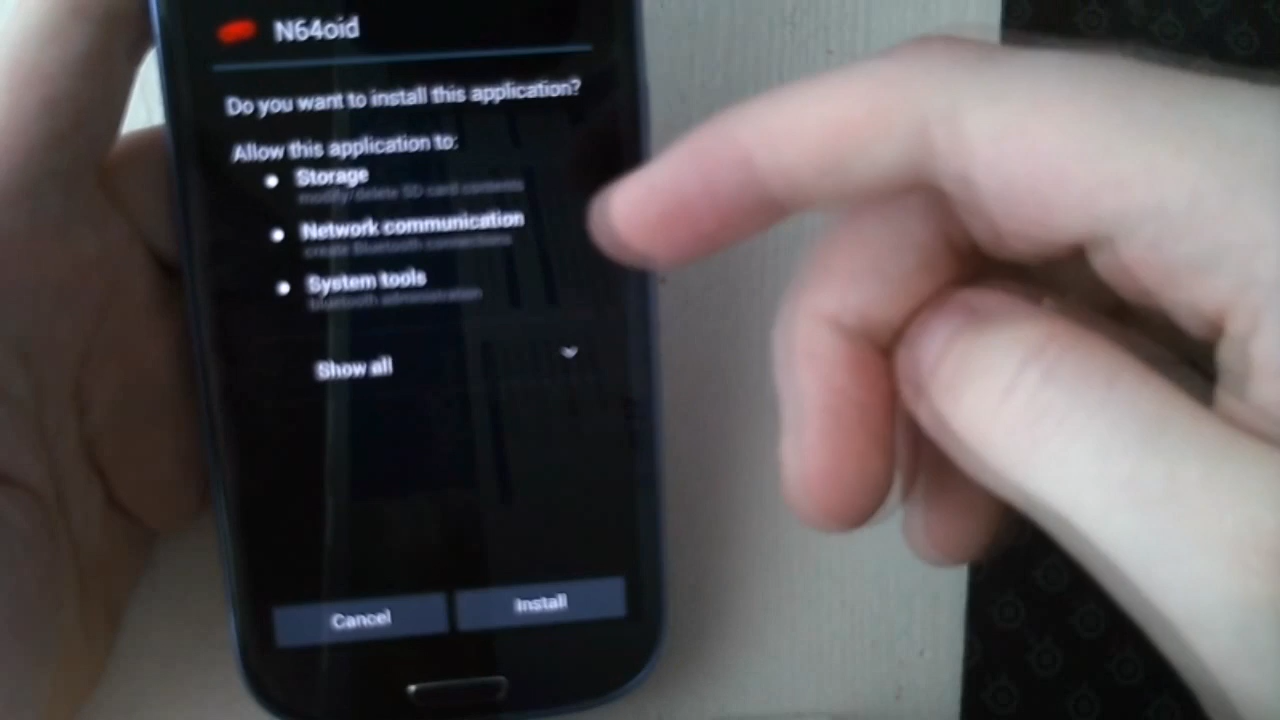 N64oid
Do you want to install this application?
Allow this application to:
Storage
modify/delete SD card contents
Network communication
create Bluetooth connections
System tools
bluetooth administration
Show all
Cancel
Install